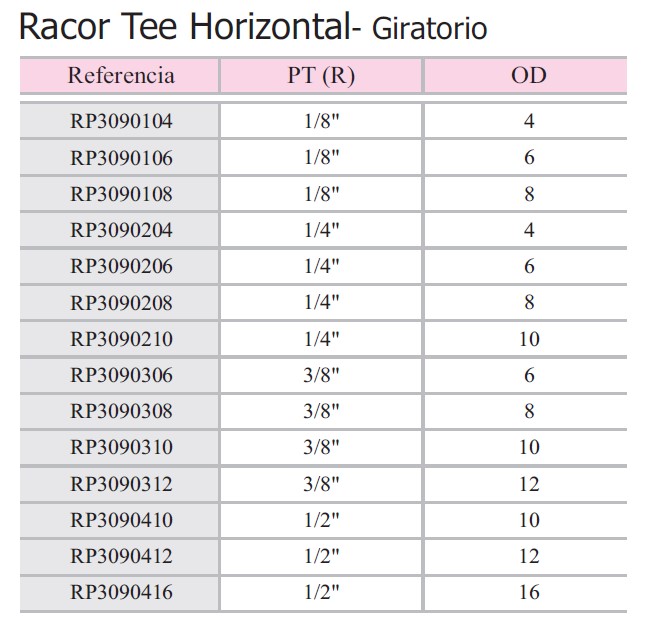 Racor Tee Horizontal- Giratorio
Referencia PT (R) OD
RP3090104 1/8" 4
RP3090106 1/8" 6
RP3090108 1/8" 8
RP3090204 1/4" 4
RP3090206 1/4" 6
RP3090208 1/4" 8
RP3090210 1/4" 10
RP3090306 3/8" 6
RP3090308 3/8" 8
RP3090310 3/8" 10
RP3090312 3/8" 12
RP3090410 1/2" 10
RP3090412 1/2" 12
RP3090416 1/2" 16